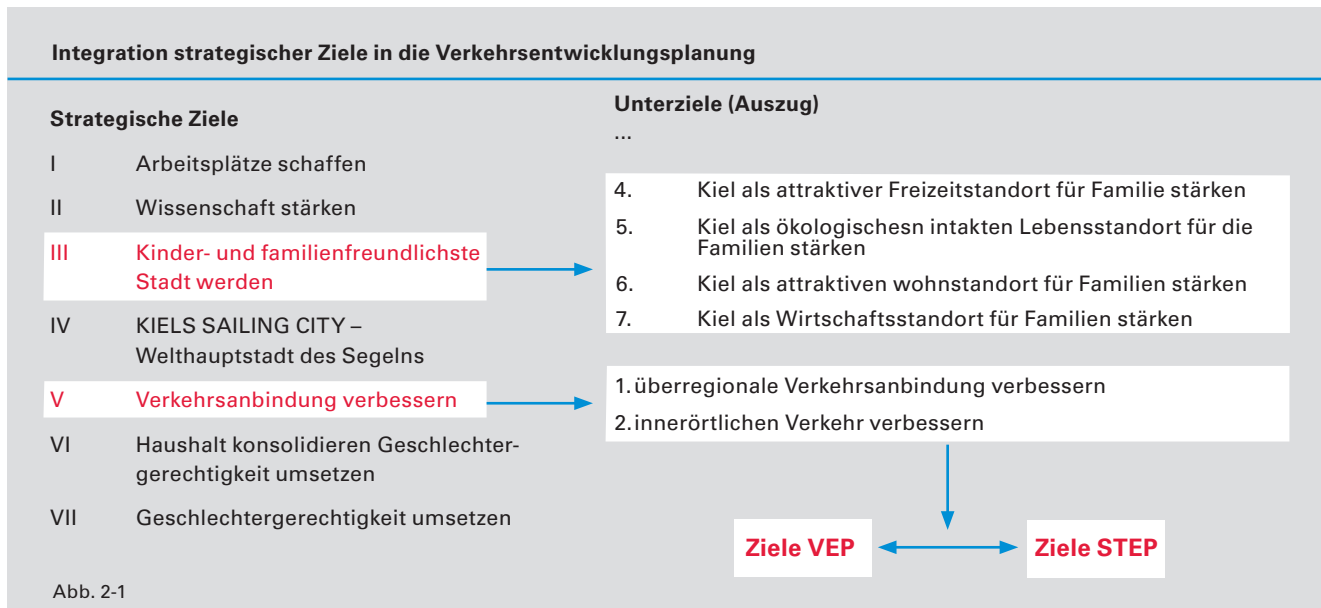 Integration strategischer Ziele in die Verkehrsentwicklungsplanung
Strategische Ziele
I Arbeitsplätze schaffen
II Wissenschaft stärken
III Kinder- und familienfreundlichste
Stadt werden
IV KIELS SAILING CITY –
Welthauptstadt des Segelns
V Verkehrsanbindung verbessern
VI Haushalt konsolidieren Geschlechter-
gerechtigkeit umsetzen
VII Geschlechtergerechtigkeit umsetzen
Unterziele (Auszug)
...
4. Kiel als attraktiver Freizeitstandort für Familie stärken
5. Kiel als ökologischesn intakten Lebensstandort für die
Familien stärken
6. Kiel als attraktiven wohnstandort für Familien stärken
7. Kiel als Wirtschaftsstandort für Familien stärken
1. überregionale Verkehrsanbindung verbessern
2. innerörtlichen Verkehr verbessern
Ziele VEP Ziele STEP
Abb. 2-1